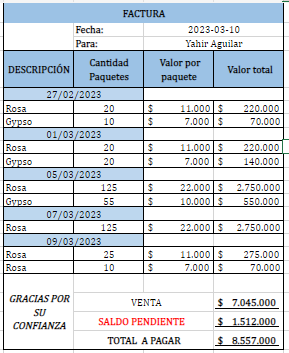 FACTURA
Fecha: 2023-03-10
Para: Yahir Aguilar
DESCRIPCIÓN Cantidad Paquetes Valor por paquete Valor total
27/02/2023
Rosa 20 $ 11.000 $ 220.000
Gypso 10 $ 7.000 $ 70.000
01/03/2023
Rosa 20 $ 11.000 $ 220.000
Gypso 20 $ 7.000 $ 140.000
05/03/2023
Rosa 125 $ 22.000 $ 2.750.000
Gypso 55 $ 10.000 $ 550.000
07/03/2023
Rosa 125 $ 22.000 $ 2.750.000
09/03/2023
Rosa 25 $ 11.000 $ 275.000
Rosa 10 $ 7.000 $ 70.000
GRACIAS POR
SU
CONFIANZA
VENTA $ 7.045.000
SALDO PENDIENTE $ 1.512.000
TOTAL A PAGAR $ 8.557.000